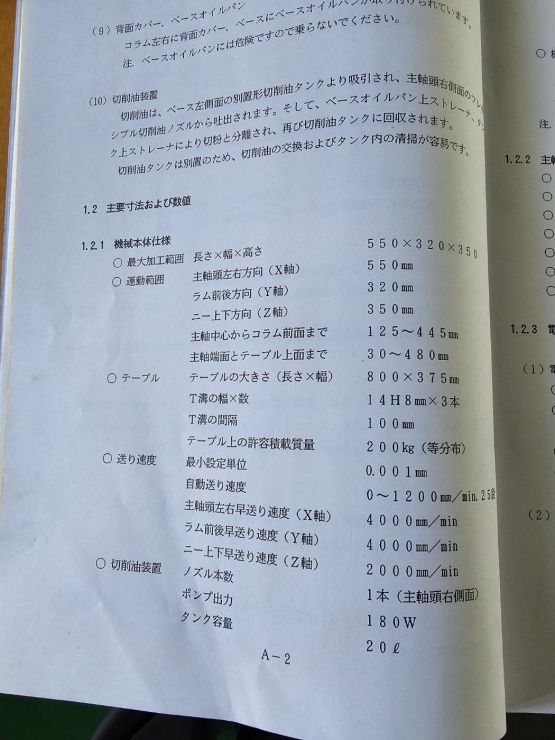 (9) 背面カバー，ベースオイルパン
コラム左右に背面カバー，ベースにベースオイルパンが取り付けられています。
注．ベースオイルパンには危険ですので乗らないでください。
(10) 切削油装置
切削油は、ベース左側面の別置形切削油タンクより吸引され、主軸頭右側面のフレキ
シブル切削油ノズルから吐出されます。そして、ベースオイルパン上ストレーナ、タン
ク上ストレーナにより切粉と分離され、再び切削油タンクに回収されます。
切削油タンクは別置のため、切削油の交換およびタンク内の清掃が容易です。
1.2 主要寸法および数値
1.2.1 機械本体仕様
○ 最大加工範囲 長さ×幅×高さ 550×320×350
○ 運動範囲 主軸頭左右方向（X軸） 550mm
ラム前後方向（Y軸） 320mm
ニー上下方向（Z軸） 350mm
主軸中心からコラム前面まで 125～445mm
主軸端面とテーブル上面まで 30～480mm
○ テーブル テーブルの大きさ（長さ×幅） 800×375mm
T溝の幅×数 14H8mm×3本
T溝の間隔 100mm
テーブル上の許容積載質量 200kg（等分布）
○ 送り速度 最小設定単位 0.001mm
自動送り速度 0～1200mm/min.25段
主軸頭左右早送り速度（X軸） 4000mm/min
ラム前後早送り速度（Y軸） 4000mm/min
ニー上下早送り速度（Z軸） 2000mm/min
○ 切削油装置 ノズル本数 1本（主軸頭右側面）
ポンプ出力 180W
タンク容量 20ℓ
A－2
1.2.2 主軸
1.2.3 電
(1) 電
(2)